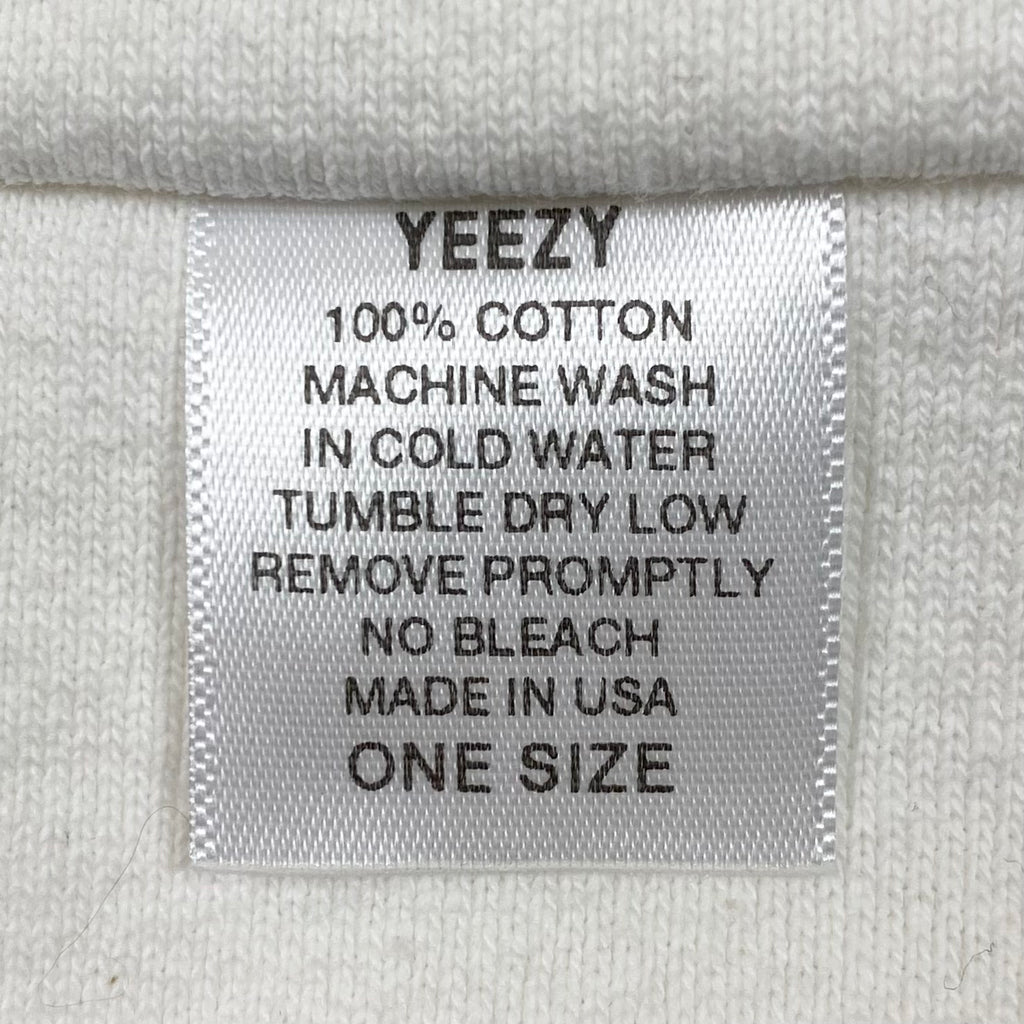 YEEZY
100% COTTON
MACHINE WASH
IN COLD WATER
TUMBLE DRY LOW
REMOVE PROMPTLY
NO BLEACH
MADE IN USA
ONE SIZE